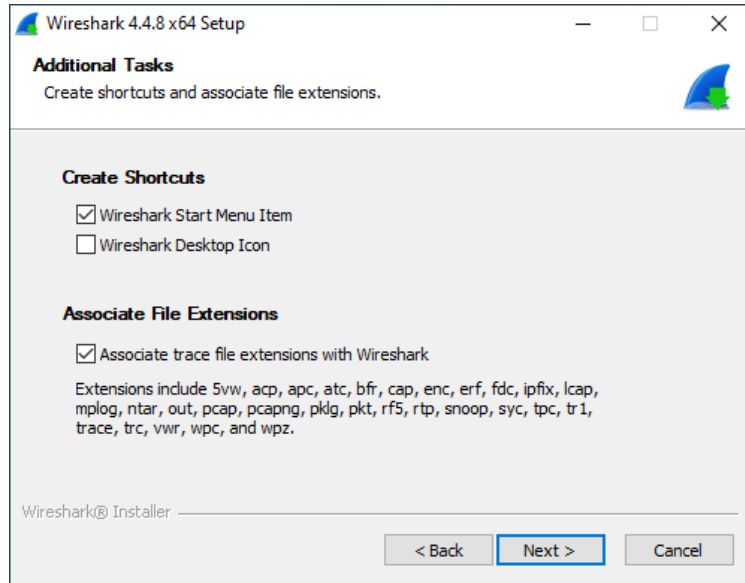 Wireshark 4.4.8 x64 Setup
Additional Tasks
Create shortcuts and associate file extensions.
Create Shortcuts
Wireshark Start Menu Item
Wireshark Desktop Icon
Associate File Extensions
Associate trace file extensions with Wireshark
Extensions include 5vw, acp, apc, atc, bfr, cap, enc, erf, fdc, ipfix, lcap,
mplog, ntar, out, pcap, pcapng, pklg, pkt, rf5, rtp, snoop, syc, tpc, tr1,
trace, trc, vwr, wpc, and wpz.
Wireshark® Installer
< Back Next > Cancel